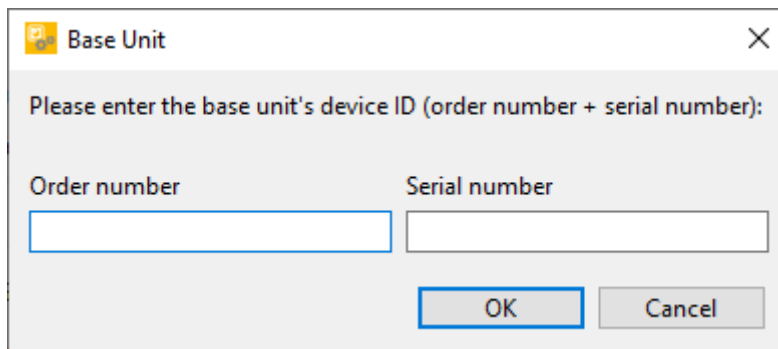 Base Unit
Please enter the base unit's device ID (order number + serial number):
Order number Serial number
OK Cancel